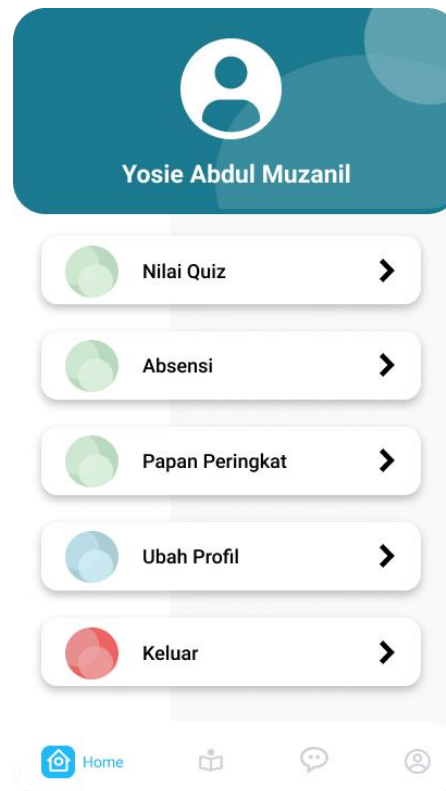 Yosie Abdul Muzanil
Nilai Quiz
Absensi
Papan Peringkat
Ubah Profil
Keluar
Home